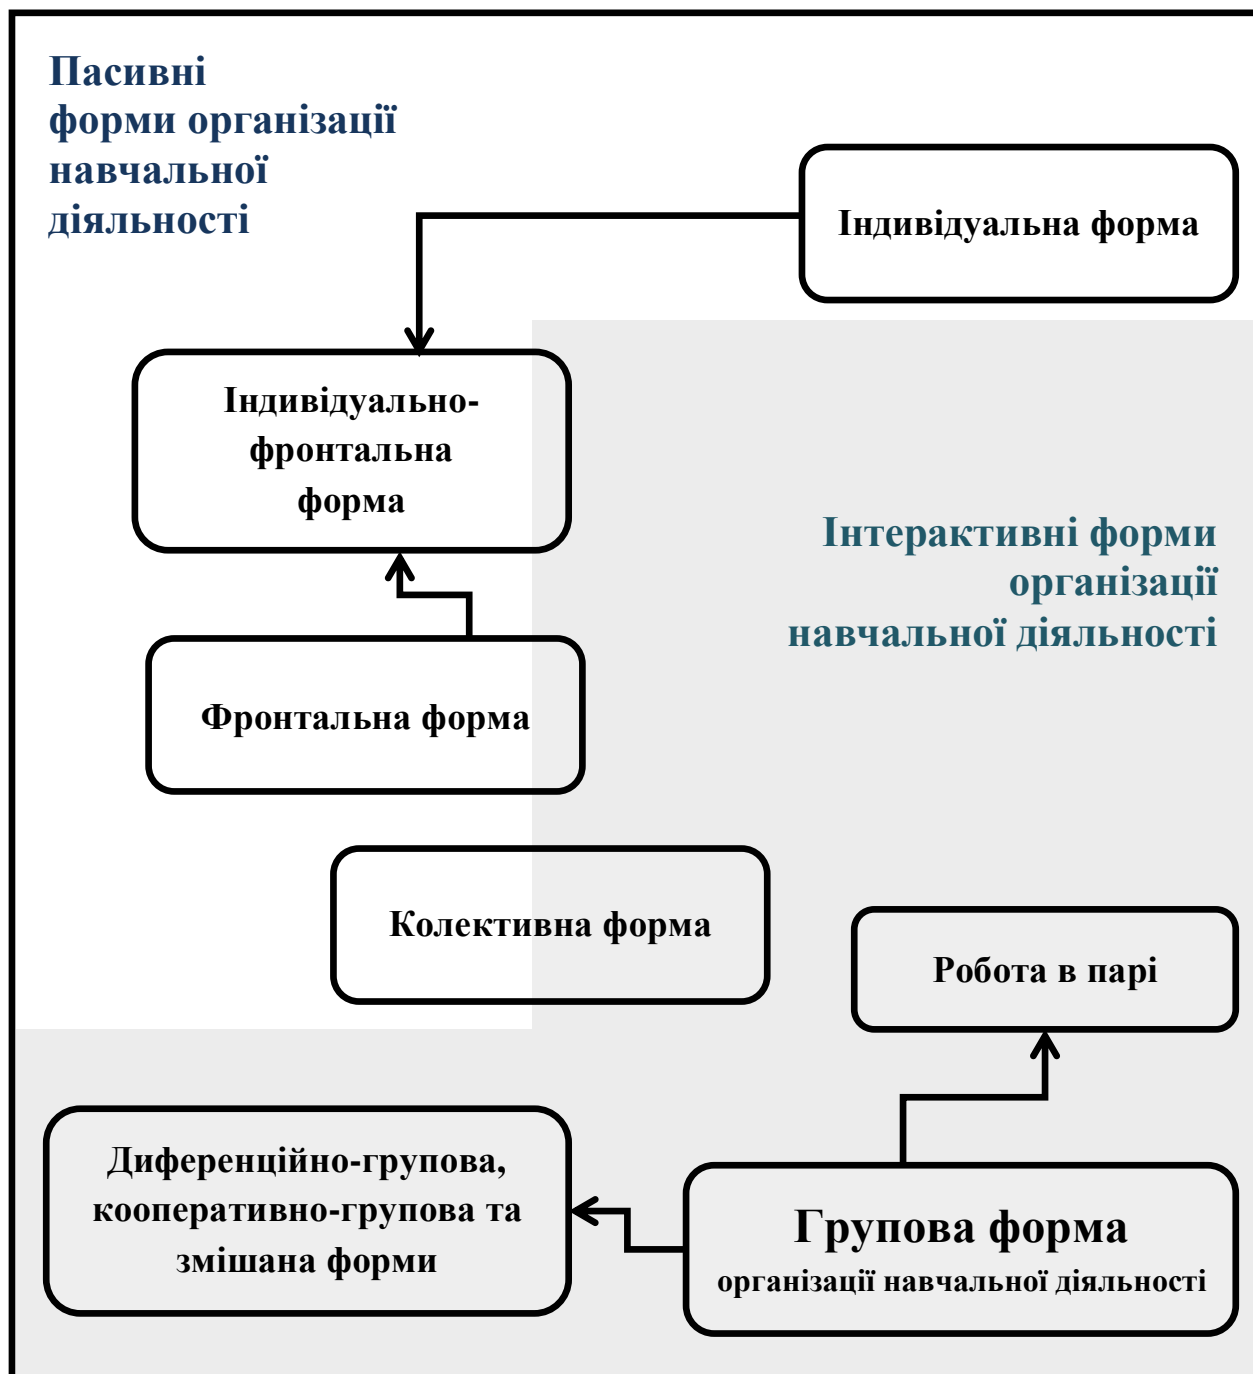 Пасивні
форми організації
навчальної
діяльності
Індивідуальна форма
Індивідуально-
фронтальна
форма
Інтерактивні форми
організації
навчальної діяльності
Фронтальна форма
Колективна форма
Робота в парі
Диференційно-групова,
кооперативно-групова та
змішана форми
Групова форма
організації навчальної діяльності